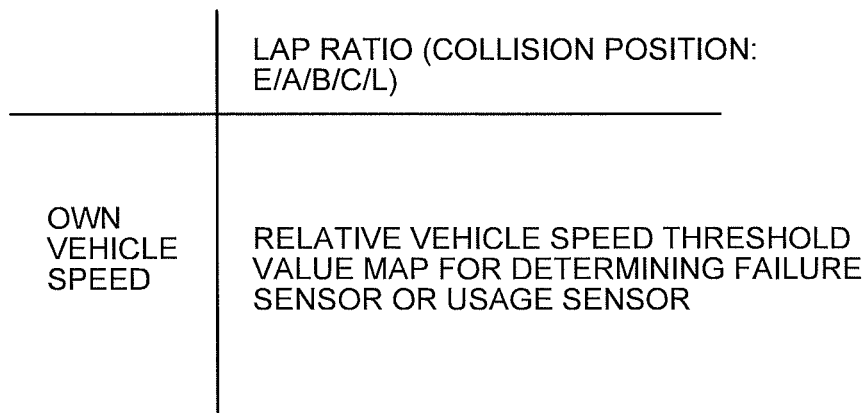 LAP RATIO (COLLISION POSITION:
E/A/B/C/L)
OWN
VEHICLE
SPEED
RELATIVE VEHICLE SPEED THRESHOLD
VALUE MAP FOR DETERMINING FAILURE
SENSOR OR USAGE SENSOR